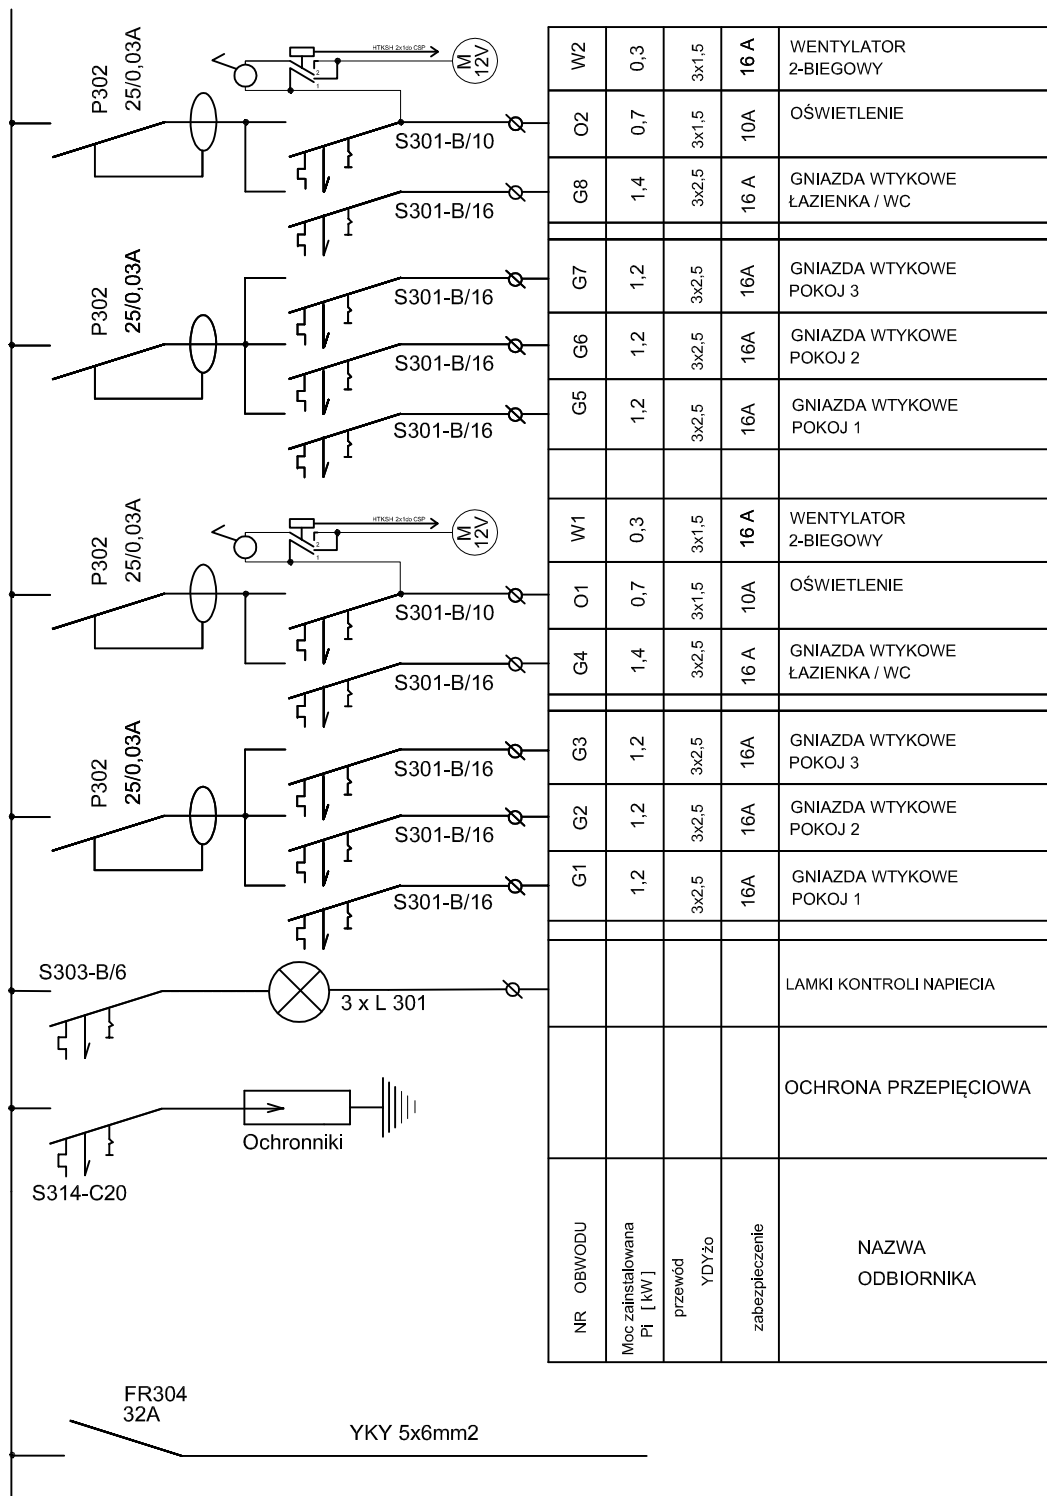 P302
25/0,03A
HTKSH 2x1do CSP
M
12V
S301-B/10
S301-B/16
W2
0,3
3x1,5
16 A
WENTYLATOR
2-BIEGOWY
O2
0,7
3x1,5
10A
OŚWIETLENIE
G8
1,4
3x2,5
16 A
GNIAZDA WTYKOWE
ŁAZIENKA / WC
P302
25/0,03A
S301-B/16
S301-B/16
S301-B/16
G7
1,2
3x2,5
16A
GNIAZDA WTYKOWE
POKOJ 3
G6
1,2
3x2,5
16A
GNIAZDA WTYKOWE
POKOJ 2
G5
1,2
3x2,5
16A
GNIAZDA WTYKOWE
POKOJ 1
P302
25/0,03A
HTKSH 2x1do CSP
M
12V
S301-B/10
S301-B/16
W1
0,3
3x1,5
16 A
WENTYLATOR
2-BIEGOWY
O1
0,7
3x1,5
10A
OŚWIETLENIE
G4
1,4
3x2,5
16 A
GNIAZDA WTYKOWE
ŁAZIENKA / WC
P302
25/0,03A
S301-B/16
S301-B/16
S301-B/16
G3
1,2
3x2,5
16A
GNIAZDA WTYKOWE
POKOJ 3
G2
1,2
3x2,5
16A
GNIAZDA WTYKOWE
POKOJ 2
G1
1,2
3x2,5
16A
GNIAZDA WTYKOWE
POKOJ 1
S303-B/6
3 x L 301
LAMKI KONTROLI NAPIECIA
Ochronniki
S314-C20
OCHRONA PRZEPIĘCIOWA
NR OBWODU
Moc zainstalowana
Pi [ kW ]
przewód
YDYżo
zabezpieczenie
NAZWA
ODBIORNIKA
FR304
32A
YKY 5x6mm2